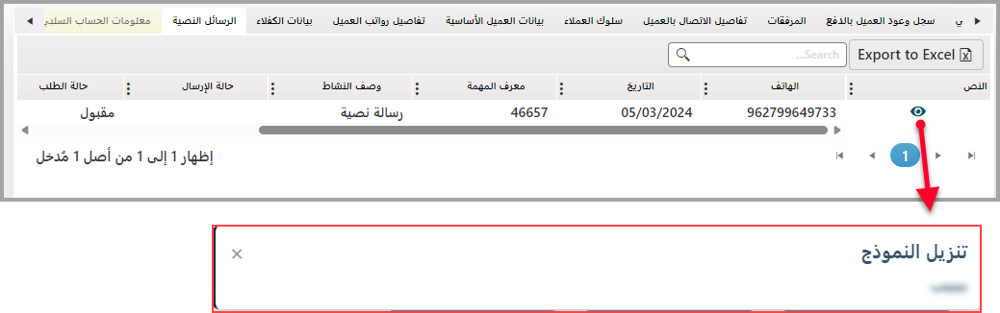 ي سجل وعود العميل بالدفع المرفقات تفاصيل الاتصال بالعميل سلوك العملاء بيانات العميل الأساسية تفاصيل رواتب العميل بيانات الكفلاء الرسائل النصية معلومات الحساب السلبي
Export to Excel Search...
النص الهاتف التاريخ معرف المهمة وصف النشاط حالة الإرسال حالة الطلب
962799649733 05/03/2024 46657 رسالة نصية مقبول
1 إظهار 1 إلى 1 من أصل 1 مُدخل
تنزيل النموذج